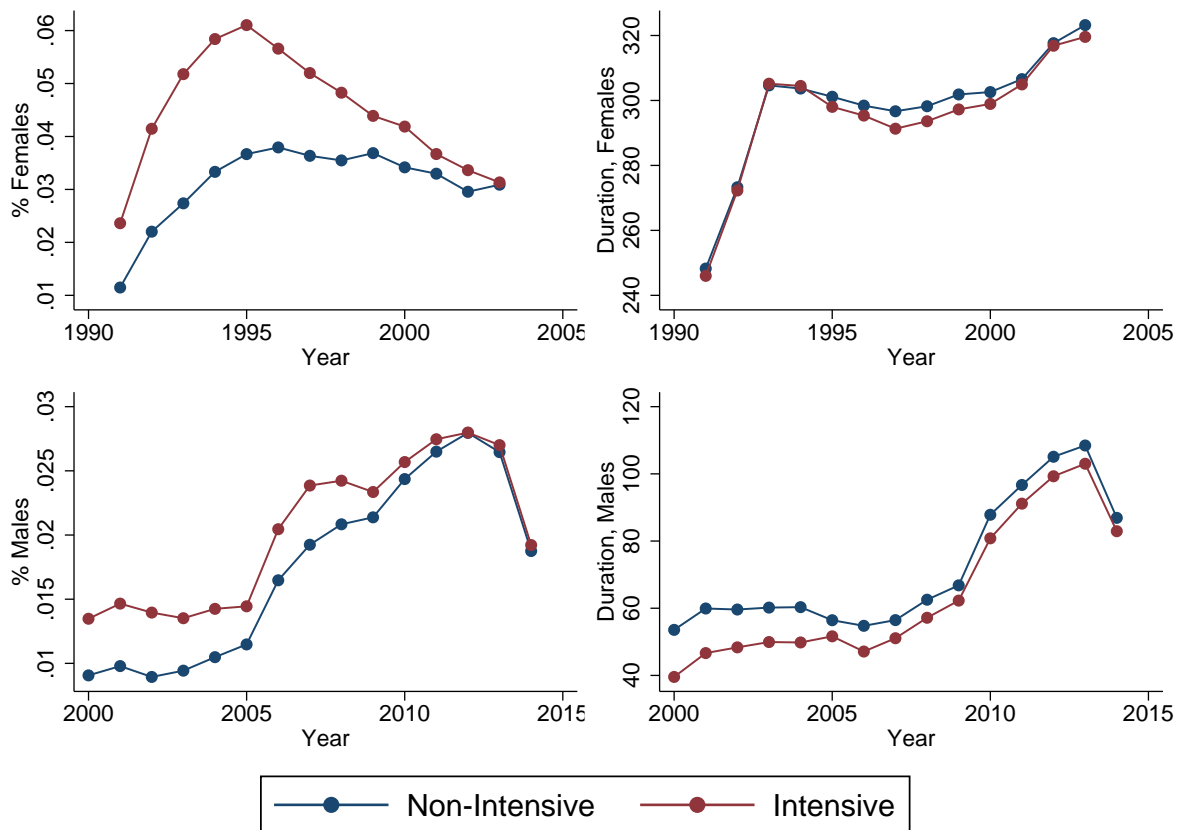 % Females
.01 .02 .03 .04 .05 .06
1990 1995 2000 2005
Year
Duration, Females
240 260 280 300 320
1990 1995 2000 2005
Year
% Males
.01 .015 .02 .025 .03
2000 2005 2010 2015
Year
Duration, Males
40 60 80 100 120
2000 2005 2010 2015
Year
Non-Intensive Intensive